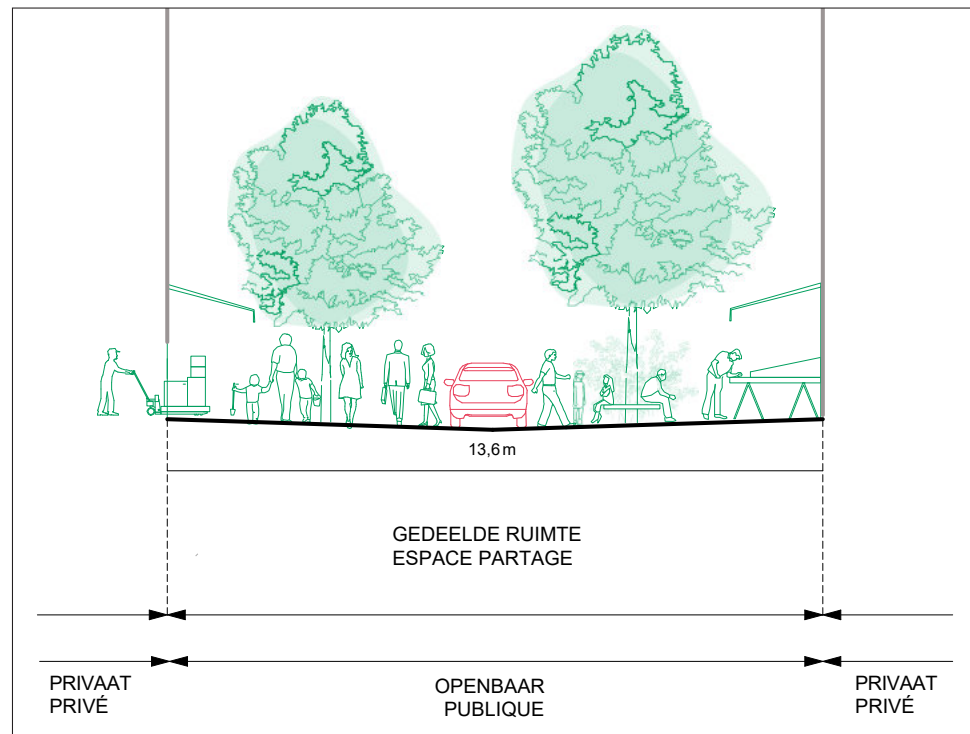 13,6 m
GEDEELDE RUIMTE
ESPACE PARTAGE
PRIVAAT
PRIVÉ
OPENBAAR
PUBLIQUE
PRIVAAT
PRIVÉ